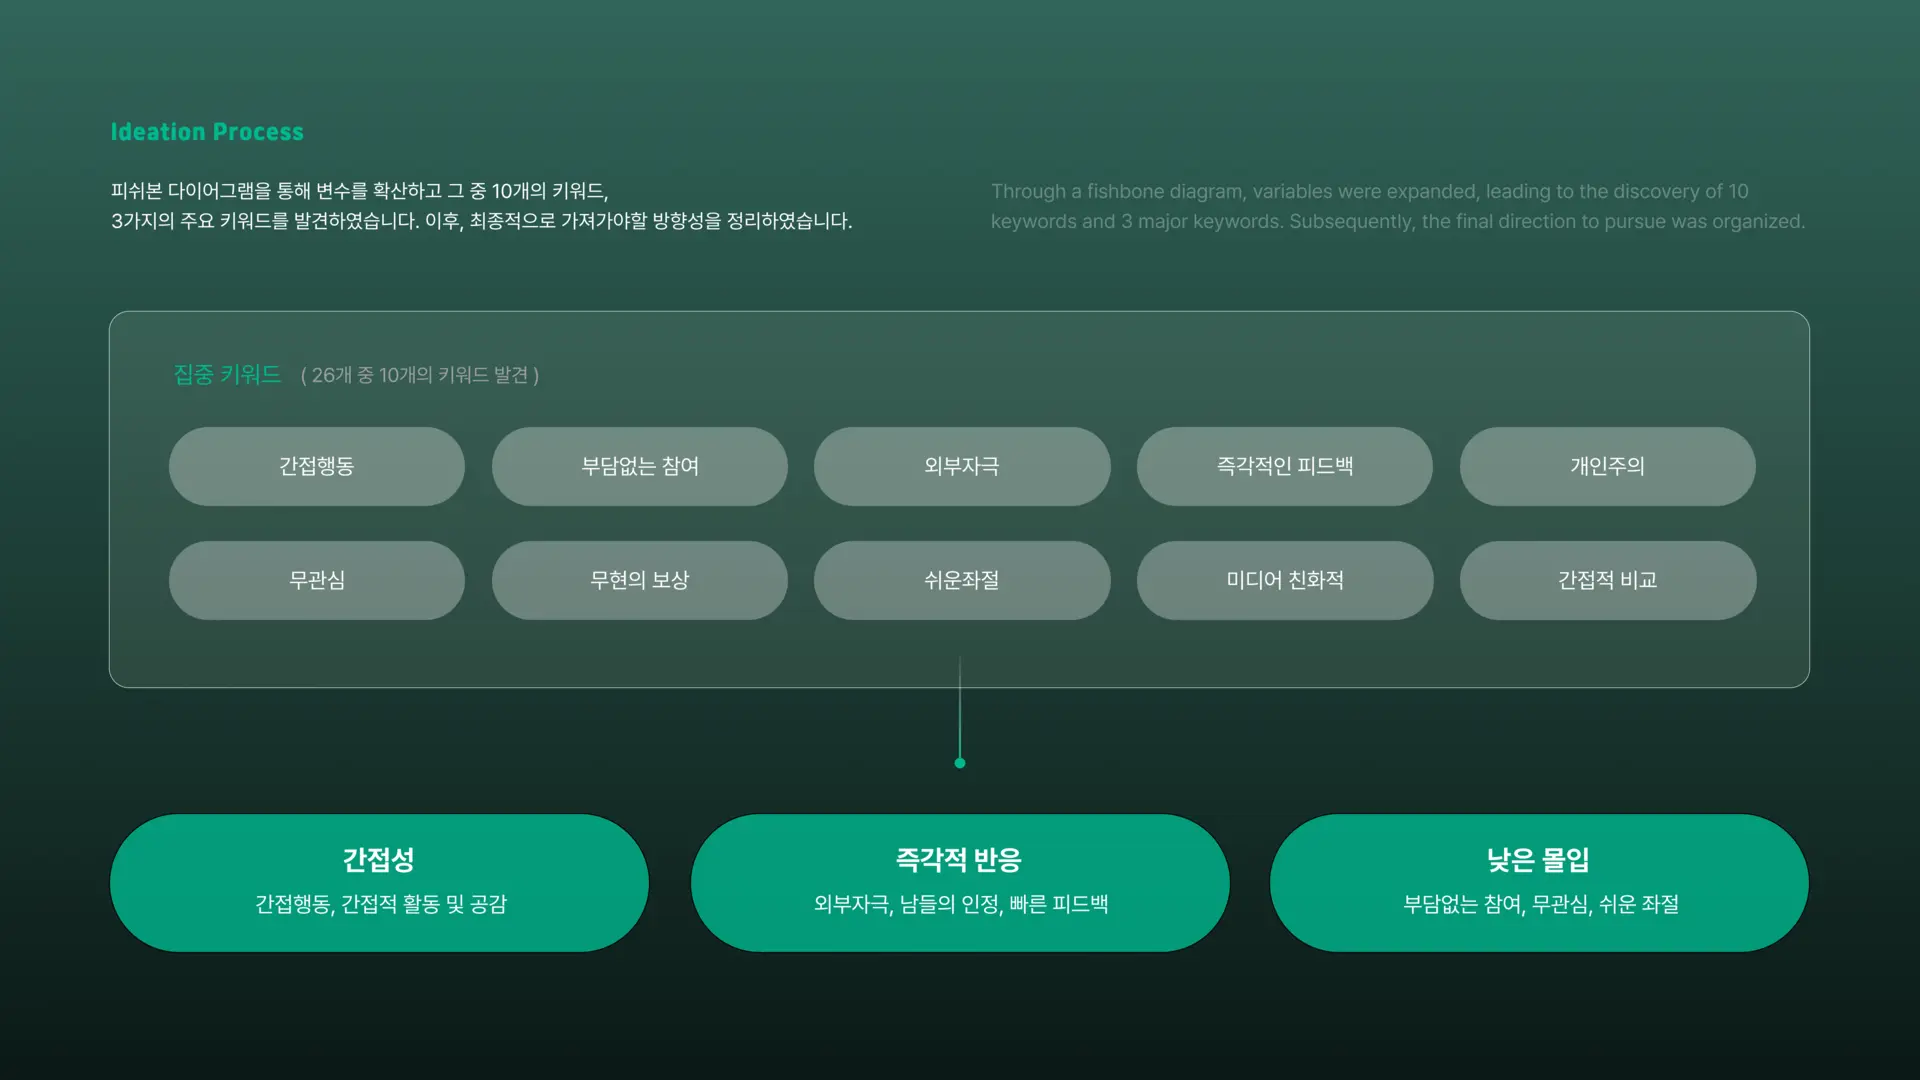 Ideation Process
피쉬본 다이어그램을 통해 변수를 확산하고 그 중 10개의 키워드,
3가지의 주요 키워드를 발견하였습니다. 이후, 최종적으로 가져가야할 방향성을 정리하였습니다.
Through a fishbone diagram, variables were expanded, leading to the discovery of 10
keywords and 3 major keywords. Subsequently, the final direction to pursue was organized.
집중 키워드 ( 26개 중 10개의 키워드 발견 )
간접행동
부담없는 참여
외부자극
즉각적인 피드백
개인주의
무관심
무현의 보상
쉬운좌절
미디어 친화적
간접적 비교
간접성
간접행동, 간접적 활동 및 공감
즉각적 반응
외부자극, 남들의 인정, 빠른 피드백
낮은 몰입
부담없는 참여, 무관심, 쉬운 좌절